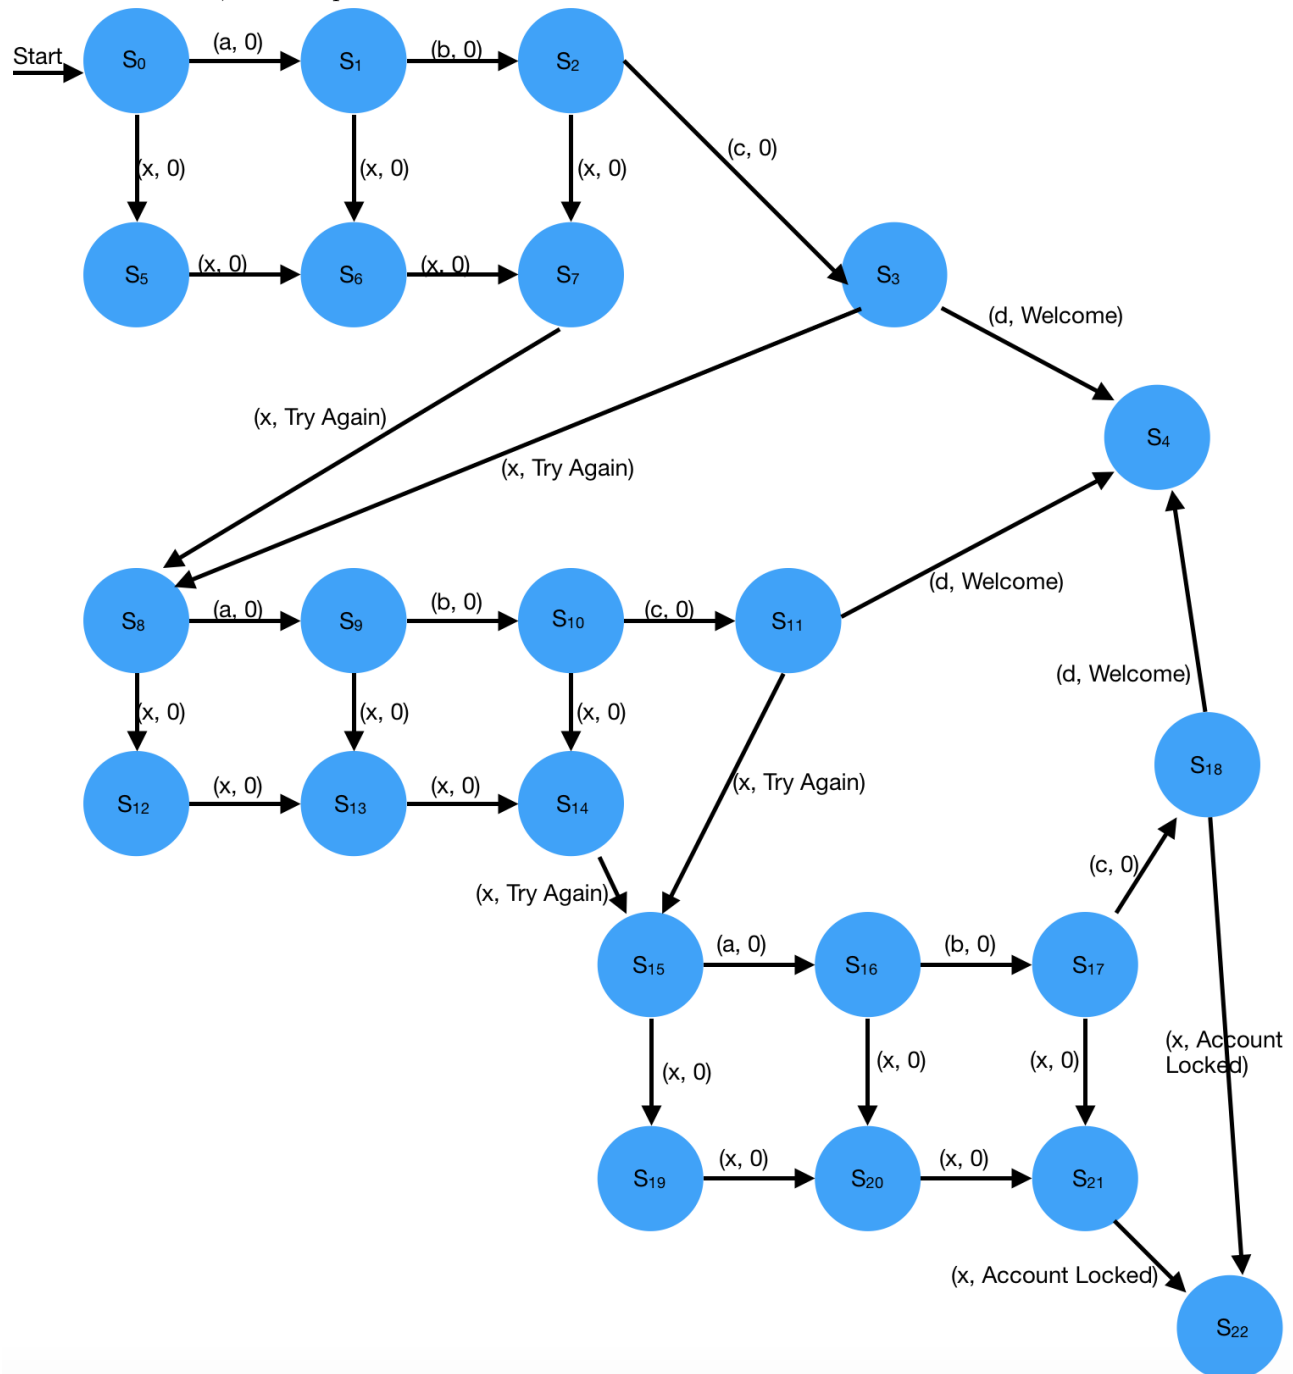 Start
S0
(a, 0)
S1
(b, 0)
S2
(c, 0)
(x, 0)
(x, 0)
(x, 0)
S5
(x, 0)
S6
(x, 0)
S7
S3
(d, Welcome)
(x, Try Again)
(x, Try Again)
S4
(d, Welcome)
S8
(a, 0)
S9
(b, 0)
S10
(c, 0)
S11
(d, Welcome)
(x, 0)
(x, 0)
(x, 0)
S12
(x, 0)
S13
(x, 0)
S14
(x, Try Again)
S18
(x, Try Again)
(c, 0)
S15
(a, 0)
S16
(b, 0)
S17
(x, 0)
(x, 0)
(x, 0)
(x, Account
Locked)
S19
(x, 0)
S20
(x, 0)
S21
(x, Account Locked)
S22